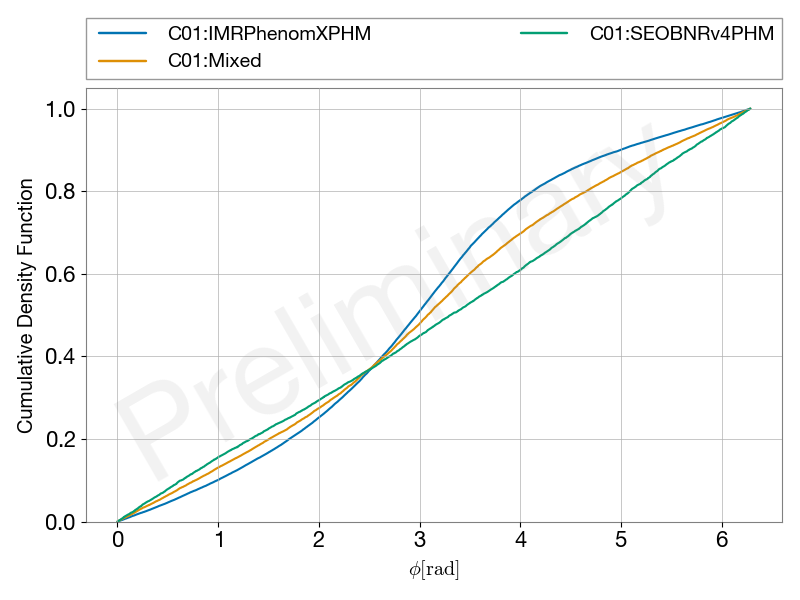 C01:IMRPhenomXPHM
C01:Mixed
C01:SEOBNRv4PHM
1.0
0.8
0.6
0.4
0.2
0.0
Cumulative Density Function
Preliminary
0 1 2 3 4 5 6
ϕ[rad]